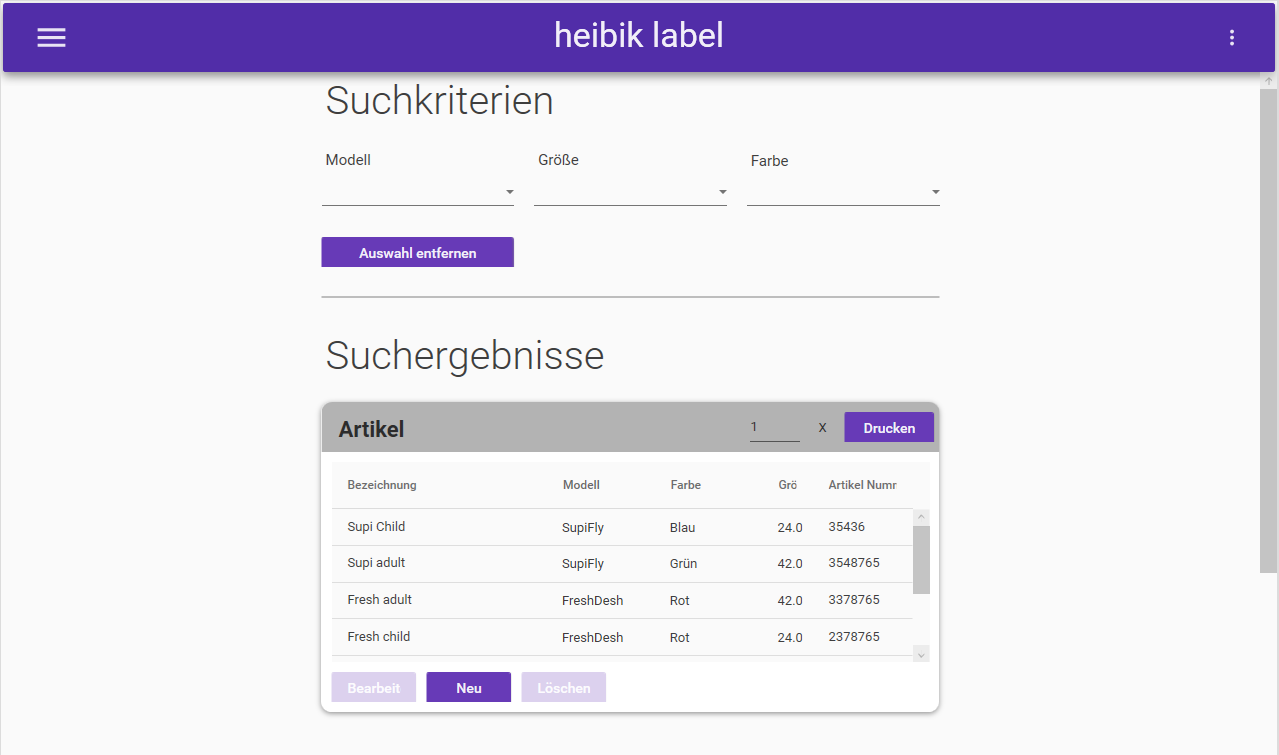 heibik label
Suchkriterien
Modell Größe Farbe
Auswahl entfernen
Suchergebnisse
Artikel 1 X Drucken
Bezeichnung Modell Farbe Grö Artikel Numr
Supi Child SupiFly Blau 24.0 35436
Supi adult SupiFly Grün 42.0 3548765
Fresh adult FreshDesh Rot 42.0 3378765
Fresh child FreshDesh Rot 24.0 2378765
Bearbeit Neu Löschen